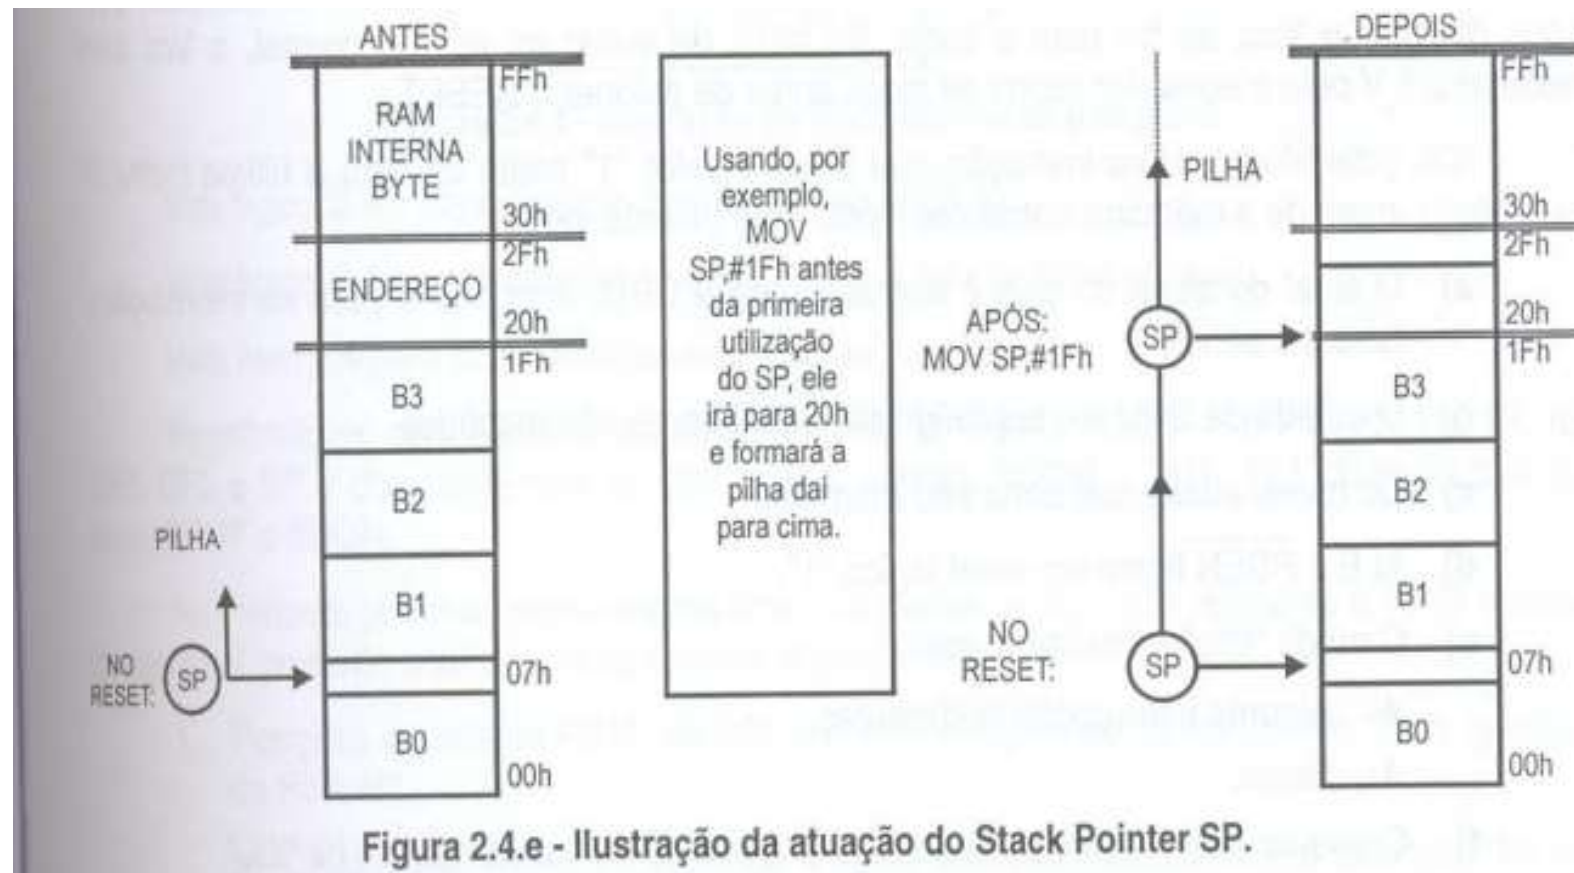 ANTES
FFh
RAM
INTERNA
BYTE
30h
2Fh
ENDEREÇO
20h
1Fh
B3
B2
PILHA
B1
NO
RESET:
SP
07h
B0
00h
Usando, por
exemplo,
MOV
SP,#1Fh antes
da primeira
utilização
do SP, ele
irá para 20h
e formará a
pilha daí
para cima.
DEPOIS
FFh
PILHA
30h
2Fh
APÓS:
MOV SP,#1Fh
SP
20h
1Fh
B3
B2
B1
NO
RESET:
SP
07h
B0
00h
Figura 2.4.e - Ilustração da atuação do Stack Pointer SP.